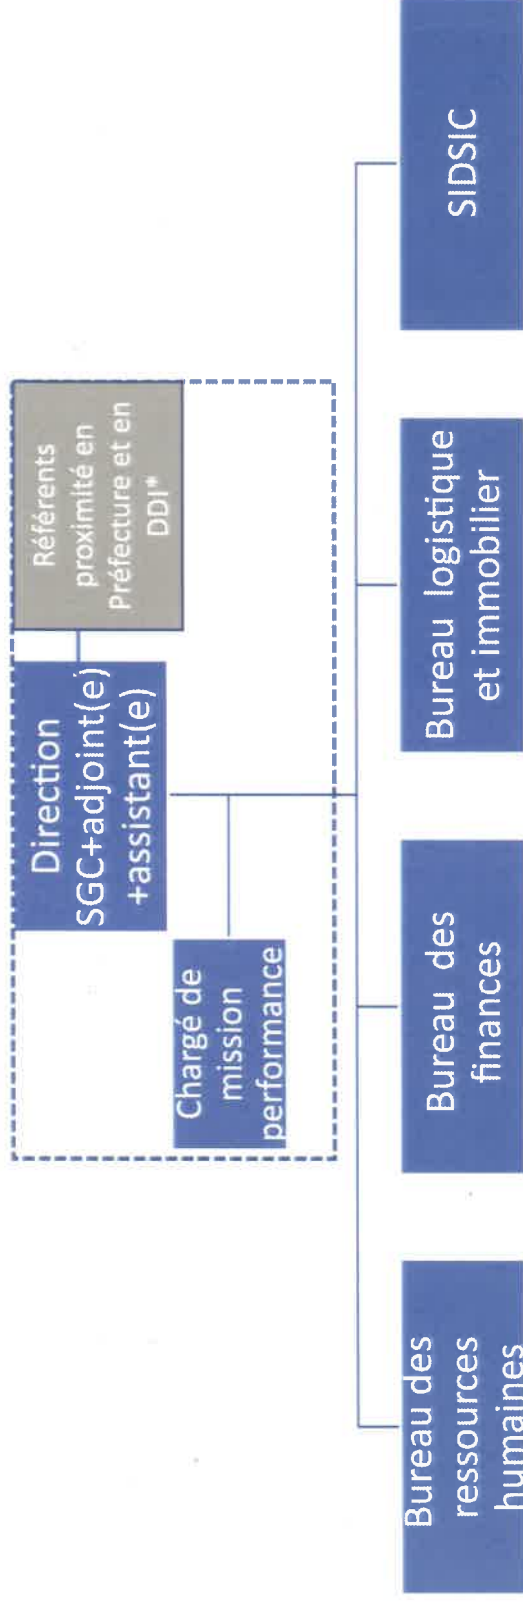 Direction
SGC+adjoint(e)
+assistant(e)
Référents
proximité en
Préfecture et en
DDI*
Chargé de
mission
performance
Bureau des
ressources
humaines
Bureau des
finances
Bureau logistique
et immobilier
SIDSIC